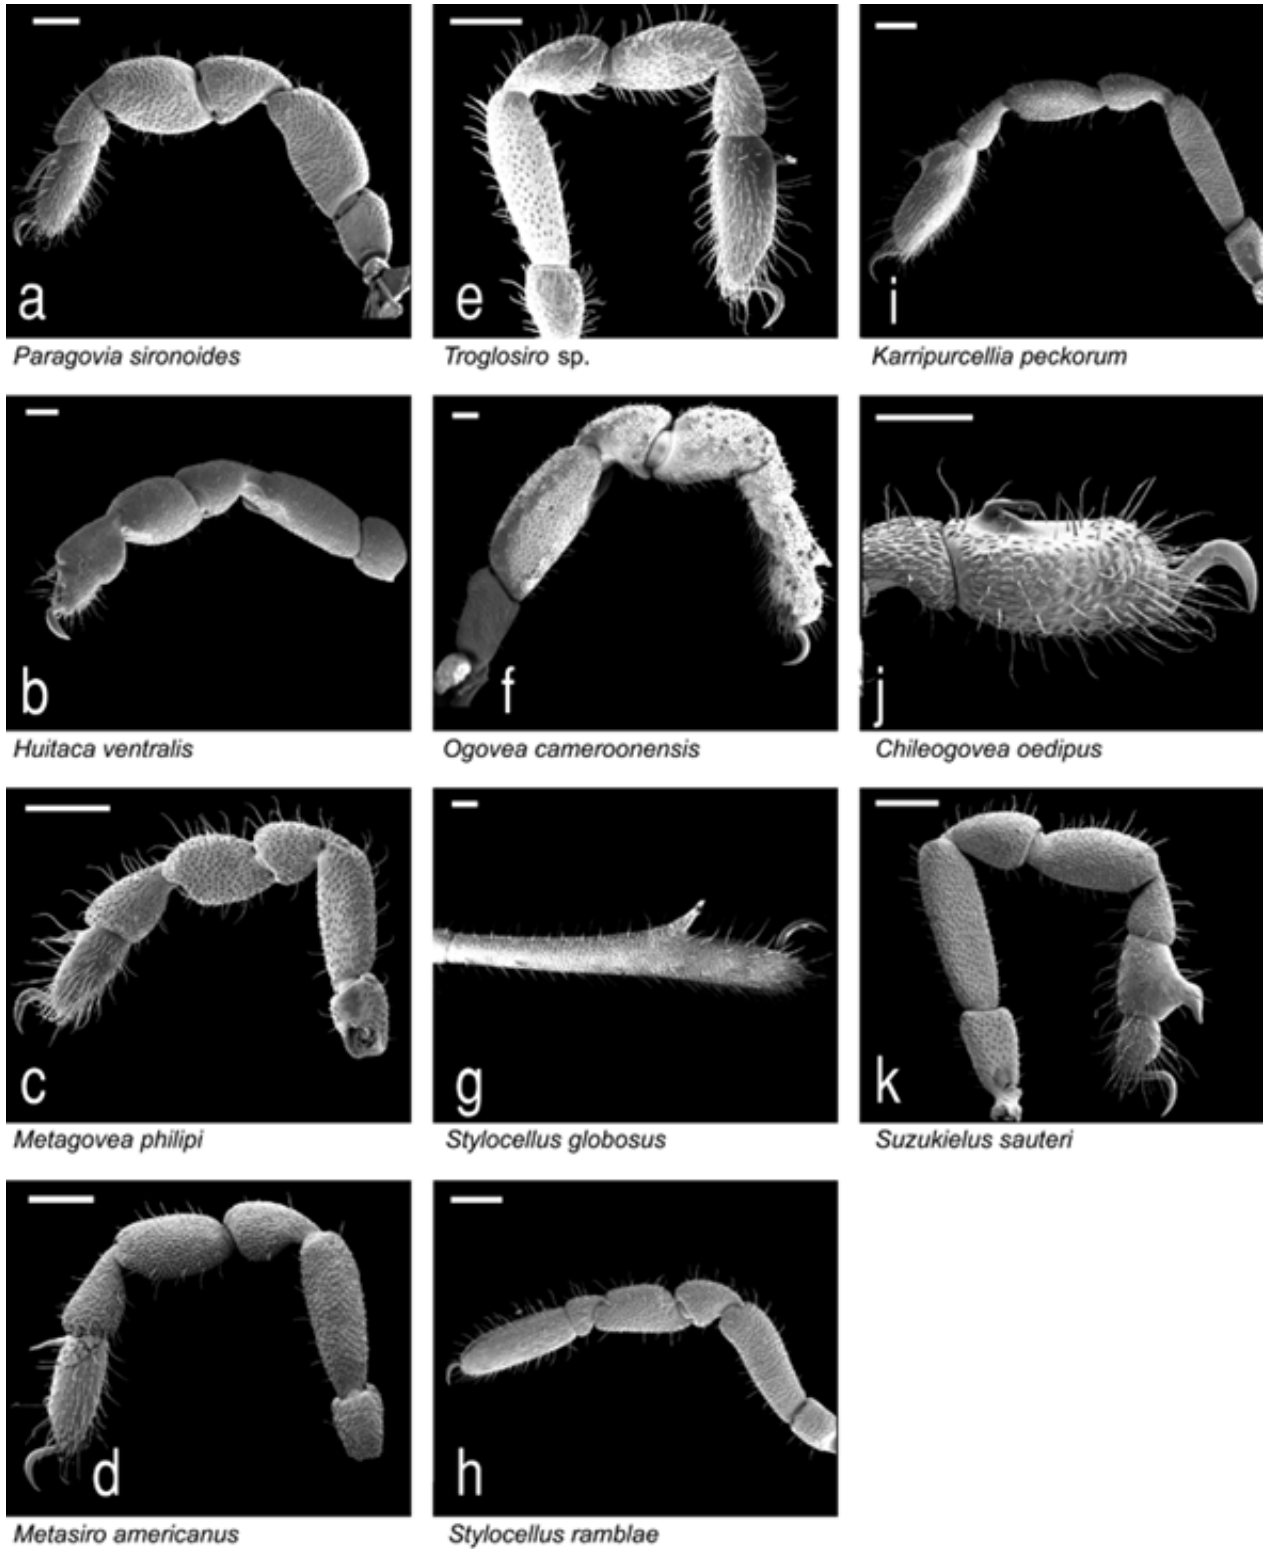 a
Paragovia sironoides
e
Troglosiro sp.
i
Karripurcellia peckorum
b
Huitaca ventralis
f
Ogovea cameroonensis
j
Chileogovea oedipus
c
Metagovea philipi
g
Stylocellus globosus
k
Suzukielus sauteri
d
Metasiro americanus
h
Stylocellus ramblae